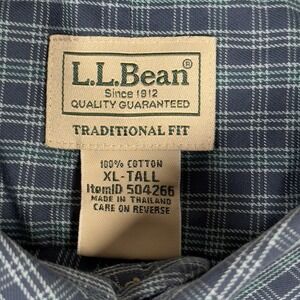 L.L.Bean®
Since 1912
QUALITY GUARANTEED
TRADITIONAL FIT
100% COTTON
XL-TALL
ItemID 504266
MADE IN THAILAND
CARE ON REVERSE